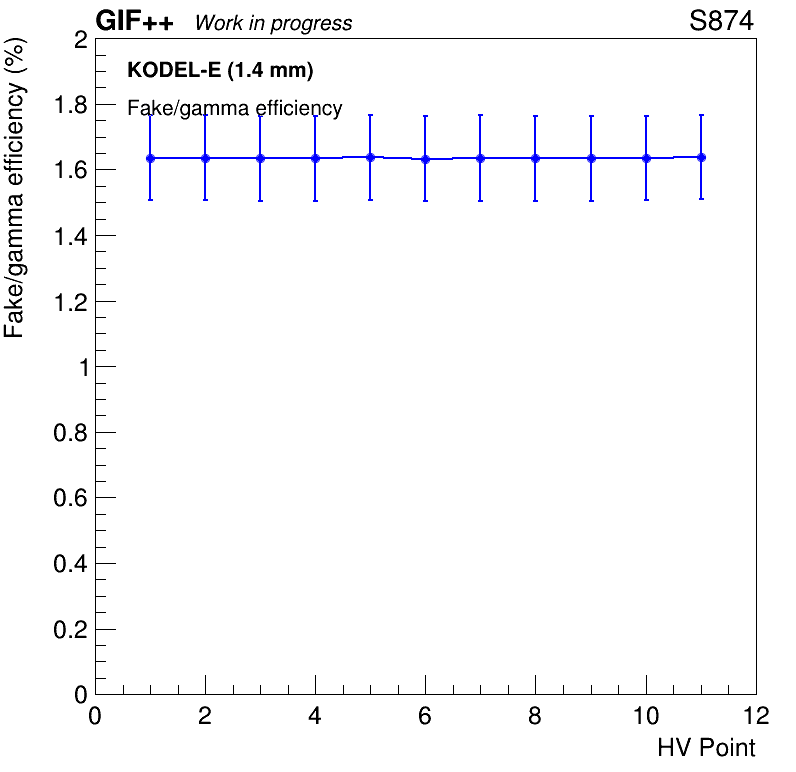 GIF++ Work in progress S874
Fake/gamma efficiency (%)
KODEL-E (1.4 mm)
Fake/gamma efficiency
2
1.8
1.6
1.4
1.2
1
0.8
0.6
0.4
0.2
0
0 2 4 6 8 10 12
HV Point